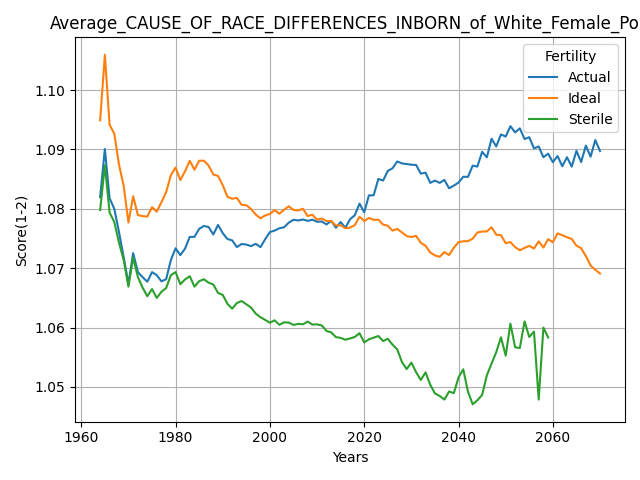 Average_CAUSE_OF_RACE_DIFFERENCES_INBORN_of_White_Female_Po
Fertility
Actual
Ideal
Sterile
1.10
1.09
1.08
1.07
1.06
1.05
Score(1-2)
1960
1980
2000
2020
2040
2060
Years